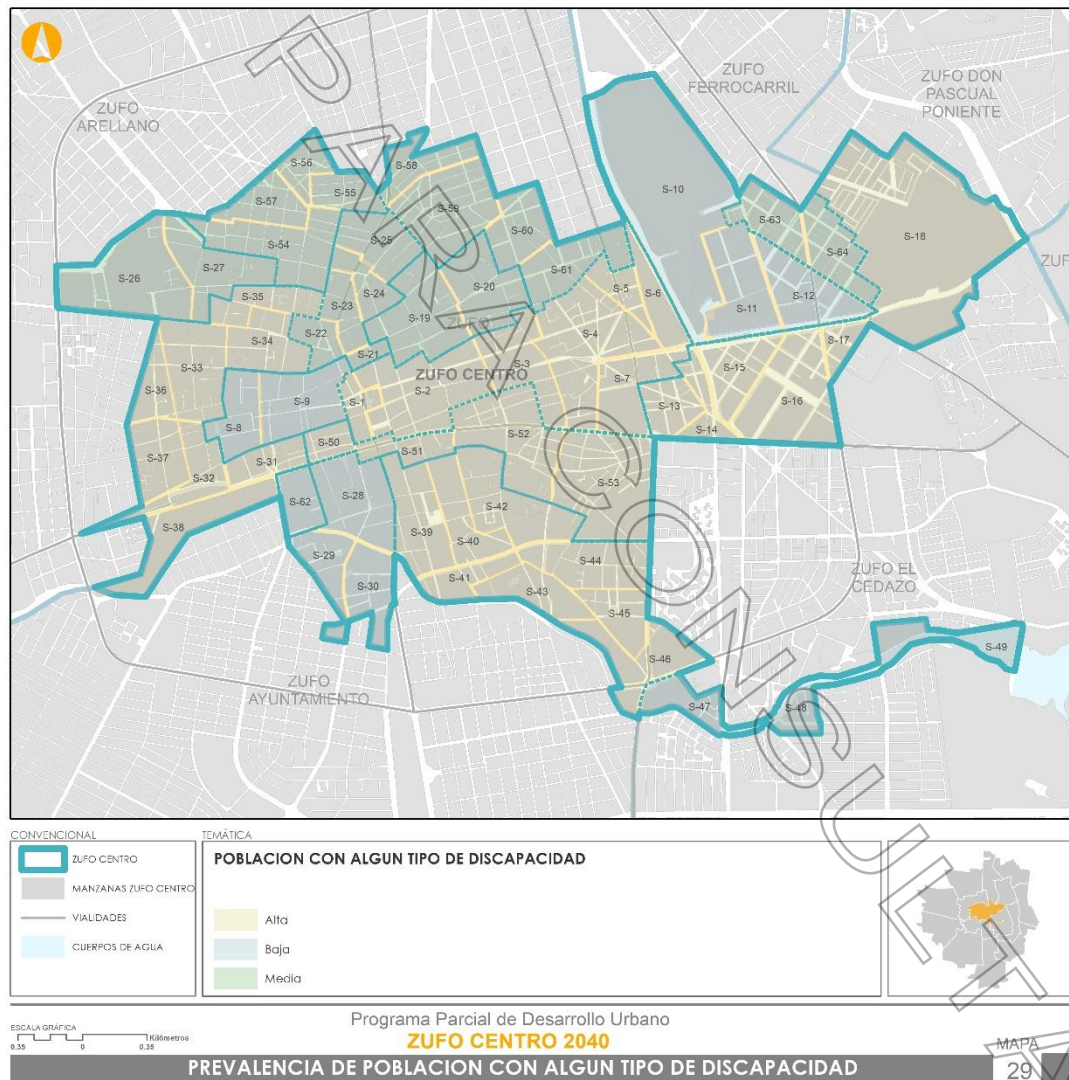 ZUFO
FERROCARRIL
ZUFO DON
PASCUAL
PONIENTE
ZUFO
ARELLANO
S-56
S-58
S-55
S-10
S-57
S-59
S-63
S-60
S-18
S-25
S-54
S-64
S-61
ZUF
S-26
S-27
S-20
S-5
S-6
S-12
S-24
S-35
S-23
S-11
S-19
ZUFO
S-22
S-4
S-34
S-17
S-21
S-3
S-33
S-15
ZUFO CENTRO
S-7
S-36
S-2
S-1
S-9
S-16
S-13
S-8
S-14
S-52
S-50
S-51
S-37
S-31
S-32
S-53
S-62
S-28
S-42
S-38
S-39
S-40
S-29
S-44
ZUFO EL
CEDAZO
S-41
S-30
S-43
S-45
S-49
S-46
ZUFO
AYUNTAMIENTO
S-47
S-48
PARA CONSULTA
CONVENCIONAL
ZUFO CENTRO
MANZANAS ZUFO CENTRO
VIALIDADES
CUERPOS DE AGUA
TEMÁTICA
POBLACION CON ALGUN TIPO DE DISCAPACIDAD
Alta
Baja
Media
ESCALA GRÁFICA
Kilómetros
0.35 0 0.35
Programa Parcial de Desarrollo Urbano
ZUFO CENTRO 2040
MAPA
PREVALENCIA DE POBLACION CON ALGUN TIPO DE DISCAPACIDAD
29